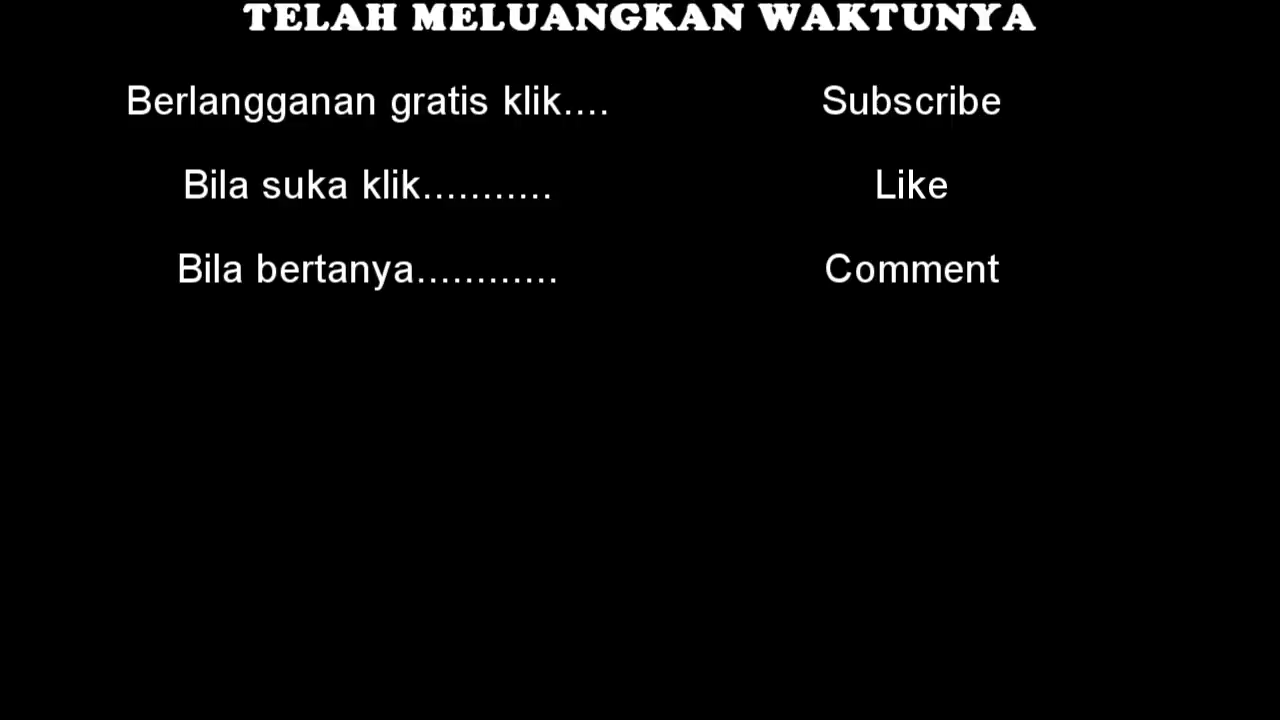 TELAH MELUANGKAN WAKTUNYA
Berlangganan gratis klik.... Subscribe
Bila suka klik........... Like
Bila bertanya............ Comment